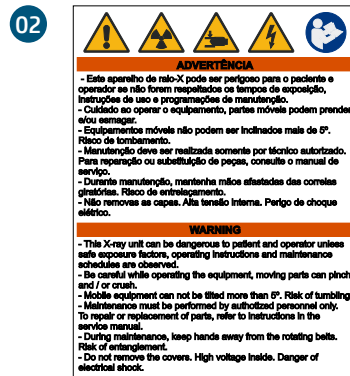 02
ADVERTÊNCIA
- Este aparelho de raio-X pode ser perigoso para o paciente e
operador se não forem respeitados os tempos de exposição,
instruções de uso e programações de manutenção.
- Cuidado ao operar o equipamento, partes móveis podem prender
e/ou esmagar.
- Equipamentos móveis não podem ser inclinados mais de 5º.
Risco de tombamento.
- Manutenção deve ser realizada somente por técnico autorizado.
Para reparação ou substituição de peças, consulte o manual de
serviço.
- Durante manutenção, mantenha mãos afastadas das correias
giratórias. Risco de entrelaçamento.
- Não remova as capas. Alta tensão interna. Perigo de choque
elétrico.
WARNING
- This X-ray unit can be dangerous to patient and operator unless
safe exposure factors, operating instructions and maintenance
schedules are observed.
- Be careful while operating the equipment, moving parts can pinch
and / or crush.
- Mobile equipment can not be tilted more than 5º. Risk of tumbling.
- Maintenance must be performed by authotized personnel only.
To repair or replacement of parts, refer to instructions in the
service manual.
- During maintenance, keep hands away from the rotating belts.
Risk of entanglement.
- Do not remove the covers. High voltage inside. Danger of
electrical shock.